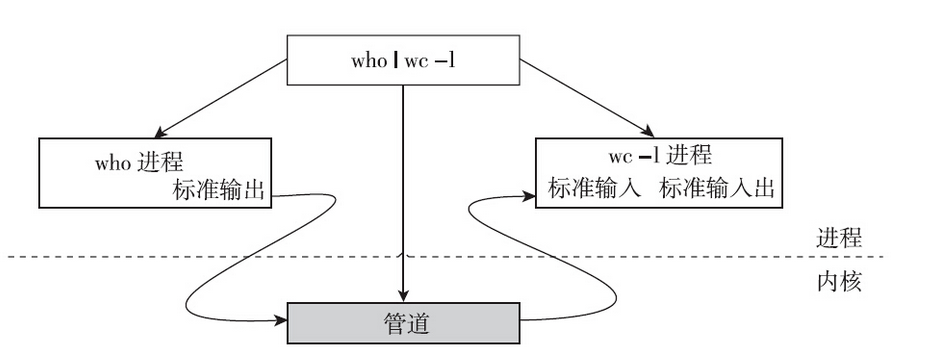 who | wc –l
who 进程
标准输出
wc –l 进程
标准输入 标准输入出
进程
内核
管道